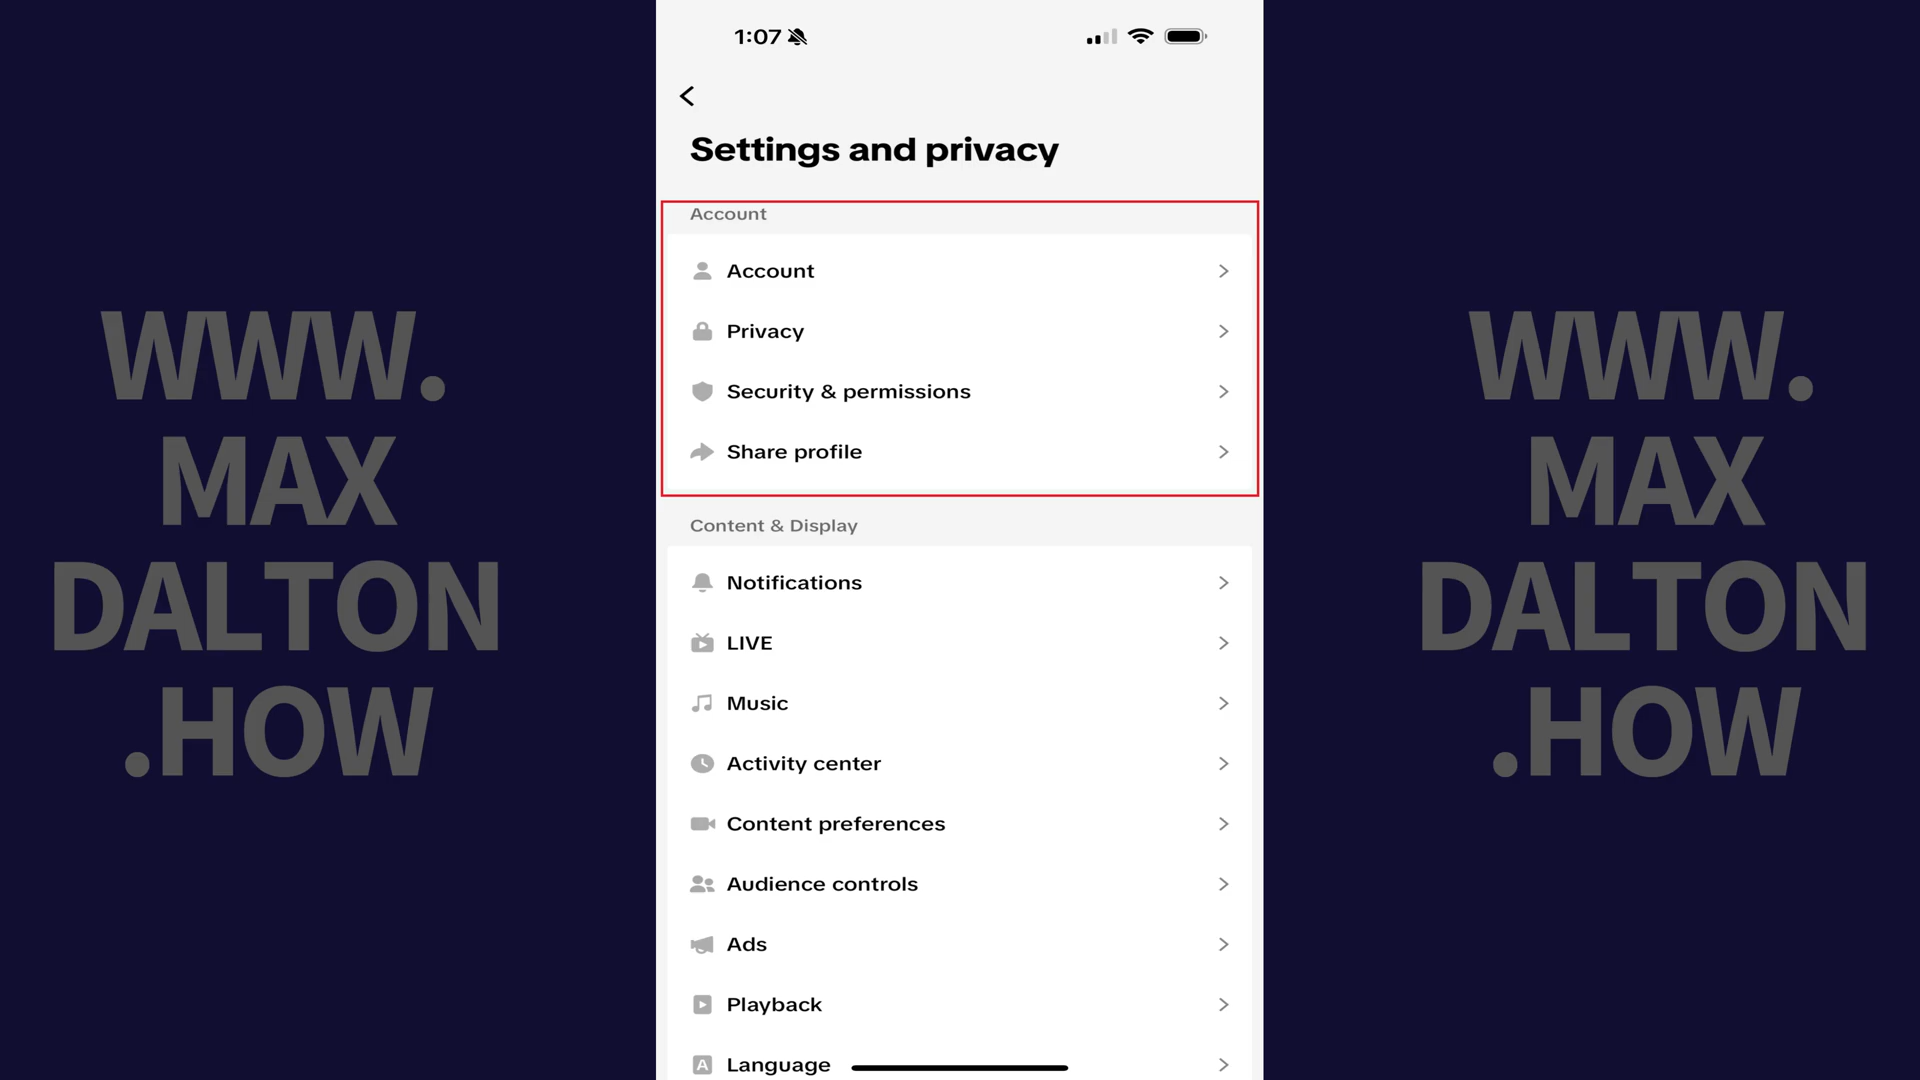 1:07
Settings and privacy
Account
Account
Privacy
Security & permissions
Share profile
Content & Display
Notifications
LIVE
Music
Activity center
Content preferences
Audience controls
Ads
Playback
A Language
WWW.
MAX
DALTON
.HOW
WWW.
MAX
DALTON
.HOW